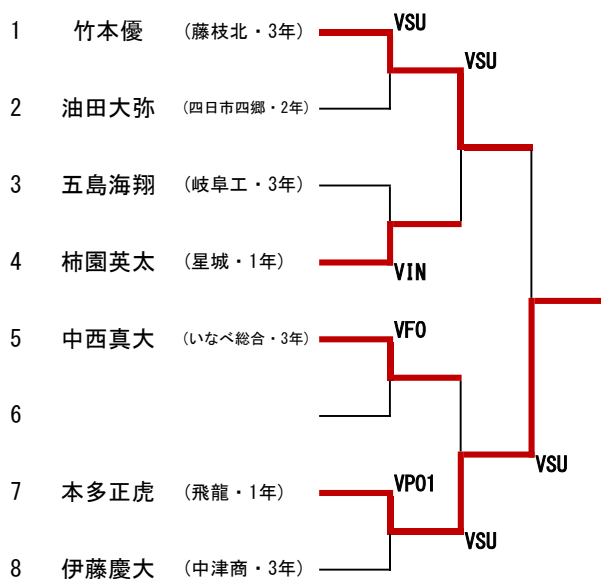 1 竹本優 (藤枝北・3年) VSU
VSU
2 油田大弥 (四日市四郷・2年)
3 五島海翔 (岐阜工・3年)
4 柿園英太 (星城・1年) VIN
5 中西真大 (いなべ総合・3年) VFO
6
7 本多正虎 (飛龍・1年) VPO1
VSU
VSU
8 伊藤慶大 (中津商・3年)